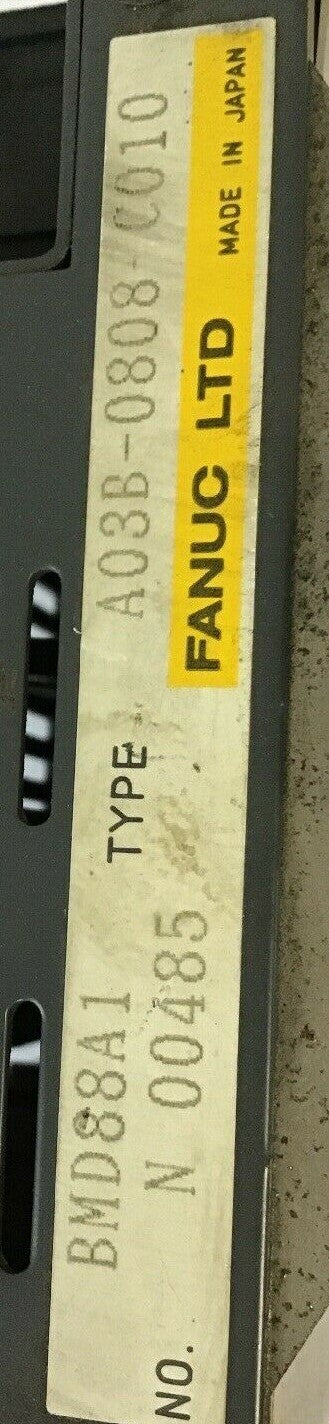 BMD88A1 TYPE A03B-0808-C010
NO. N 00485 FANUC LTD MADE IN JAPAN